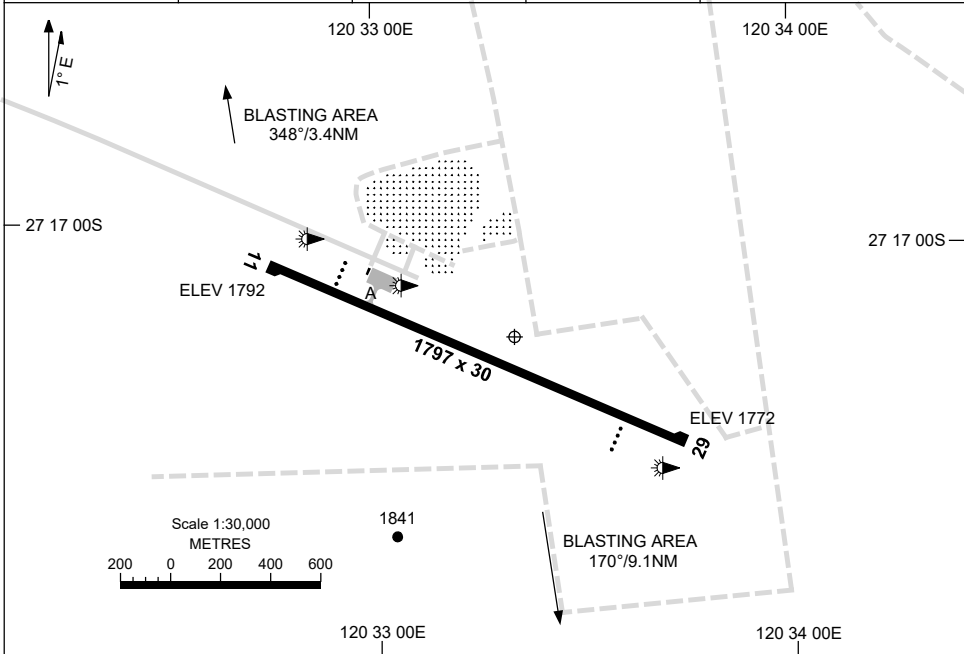 120 33 00E
120 34 00E
1° E
BLASTING AREA
348°/3.4NM
27 17 00S
27 17 00S
11
ELEV 1792
A
1797 x 30
ELEV 1772
29
Scale 1:30,000
METRES
200 0 200 400 600
1841
BLASTING AREA
170°/9.1NM
120 33 00E
120 34 00E